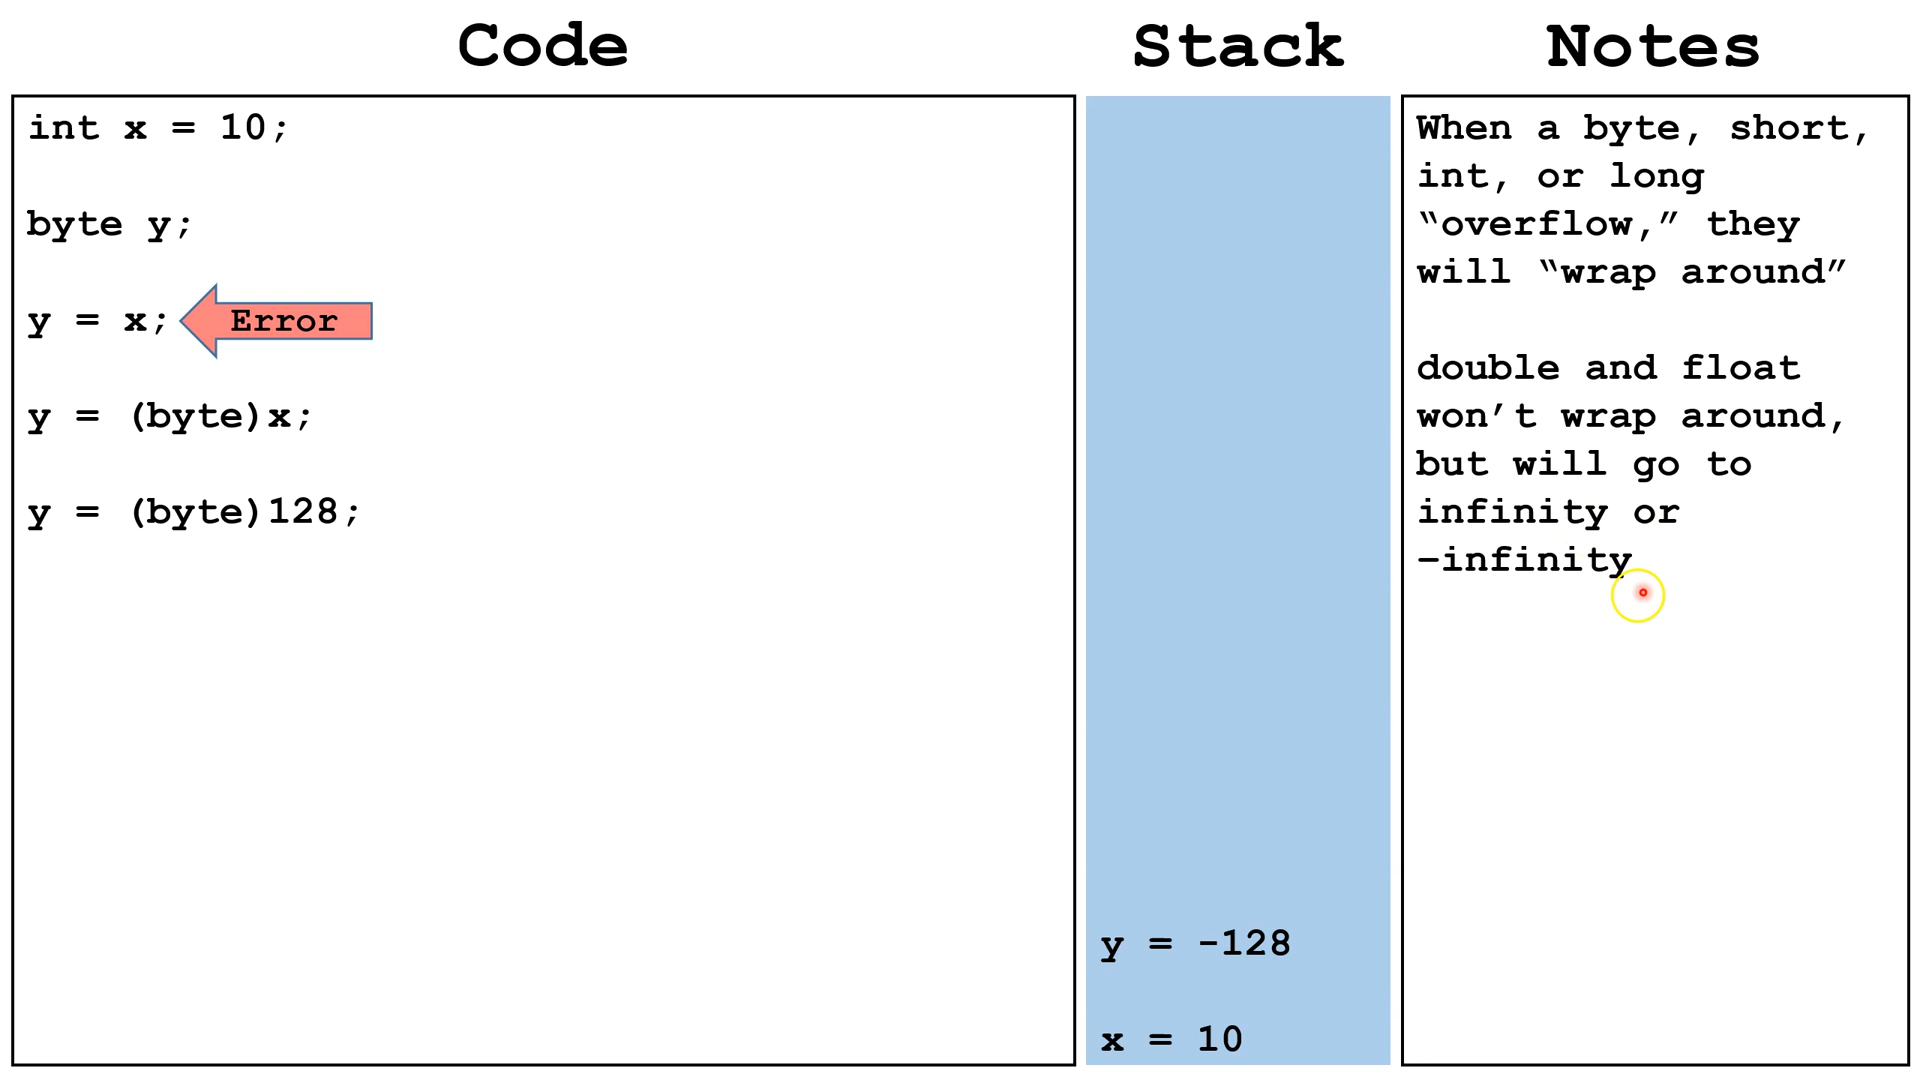 Code
Stack
Notes
int x = 10;
byte y;
y = x;
Error
y = (byte)x;
y = (byte)128;
y = -128
x = 10
When a byte, short,
int, or long
“overflow,” they
will “wrap around”
double and float
won’t wrap around,
but will go to
infinity or
–infinity